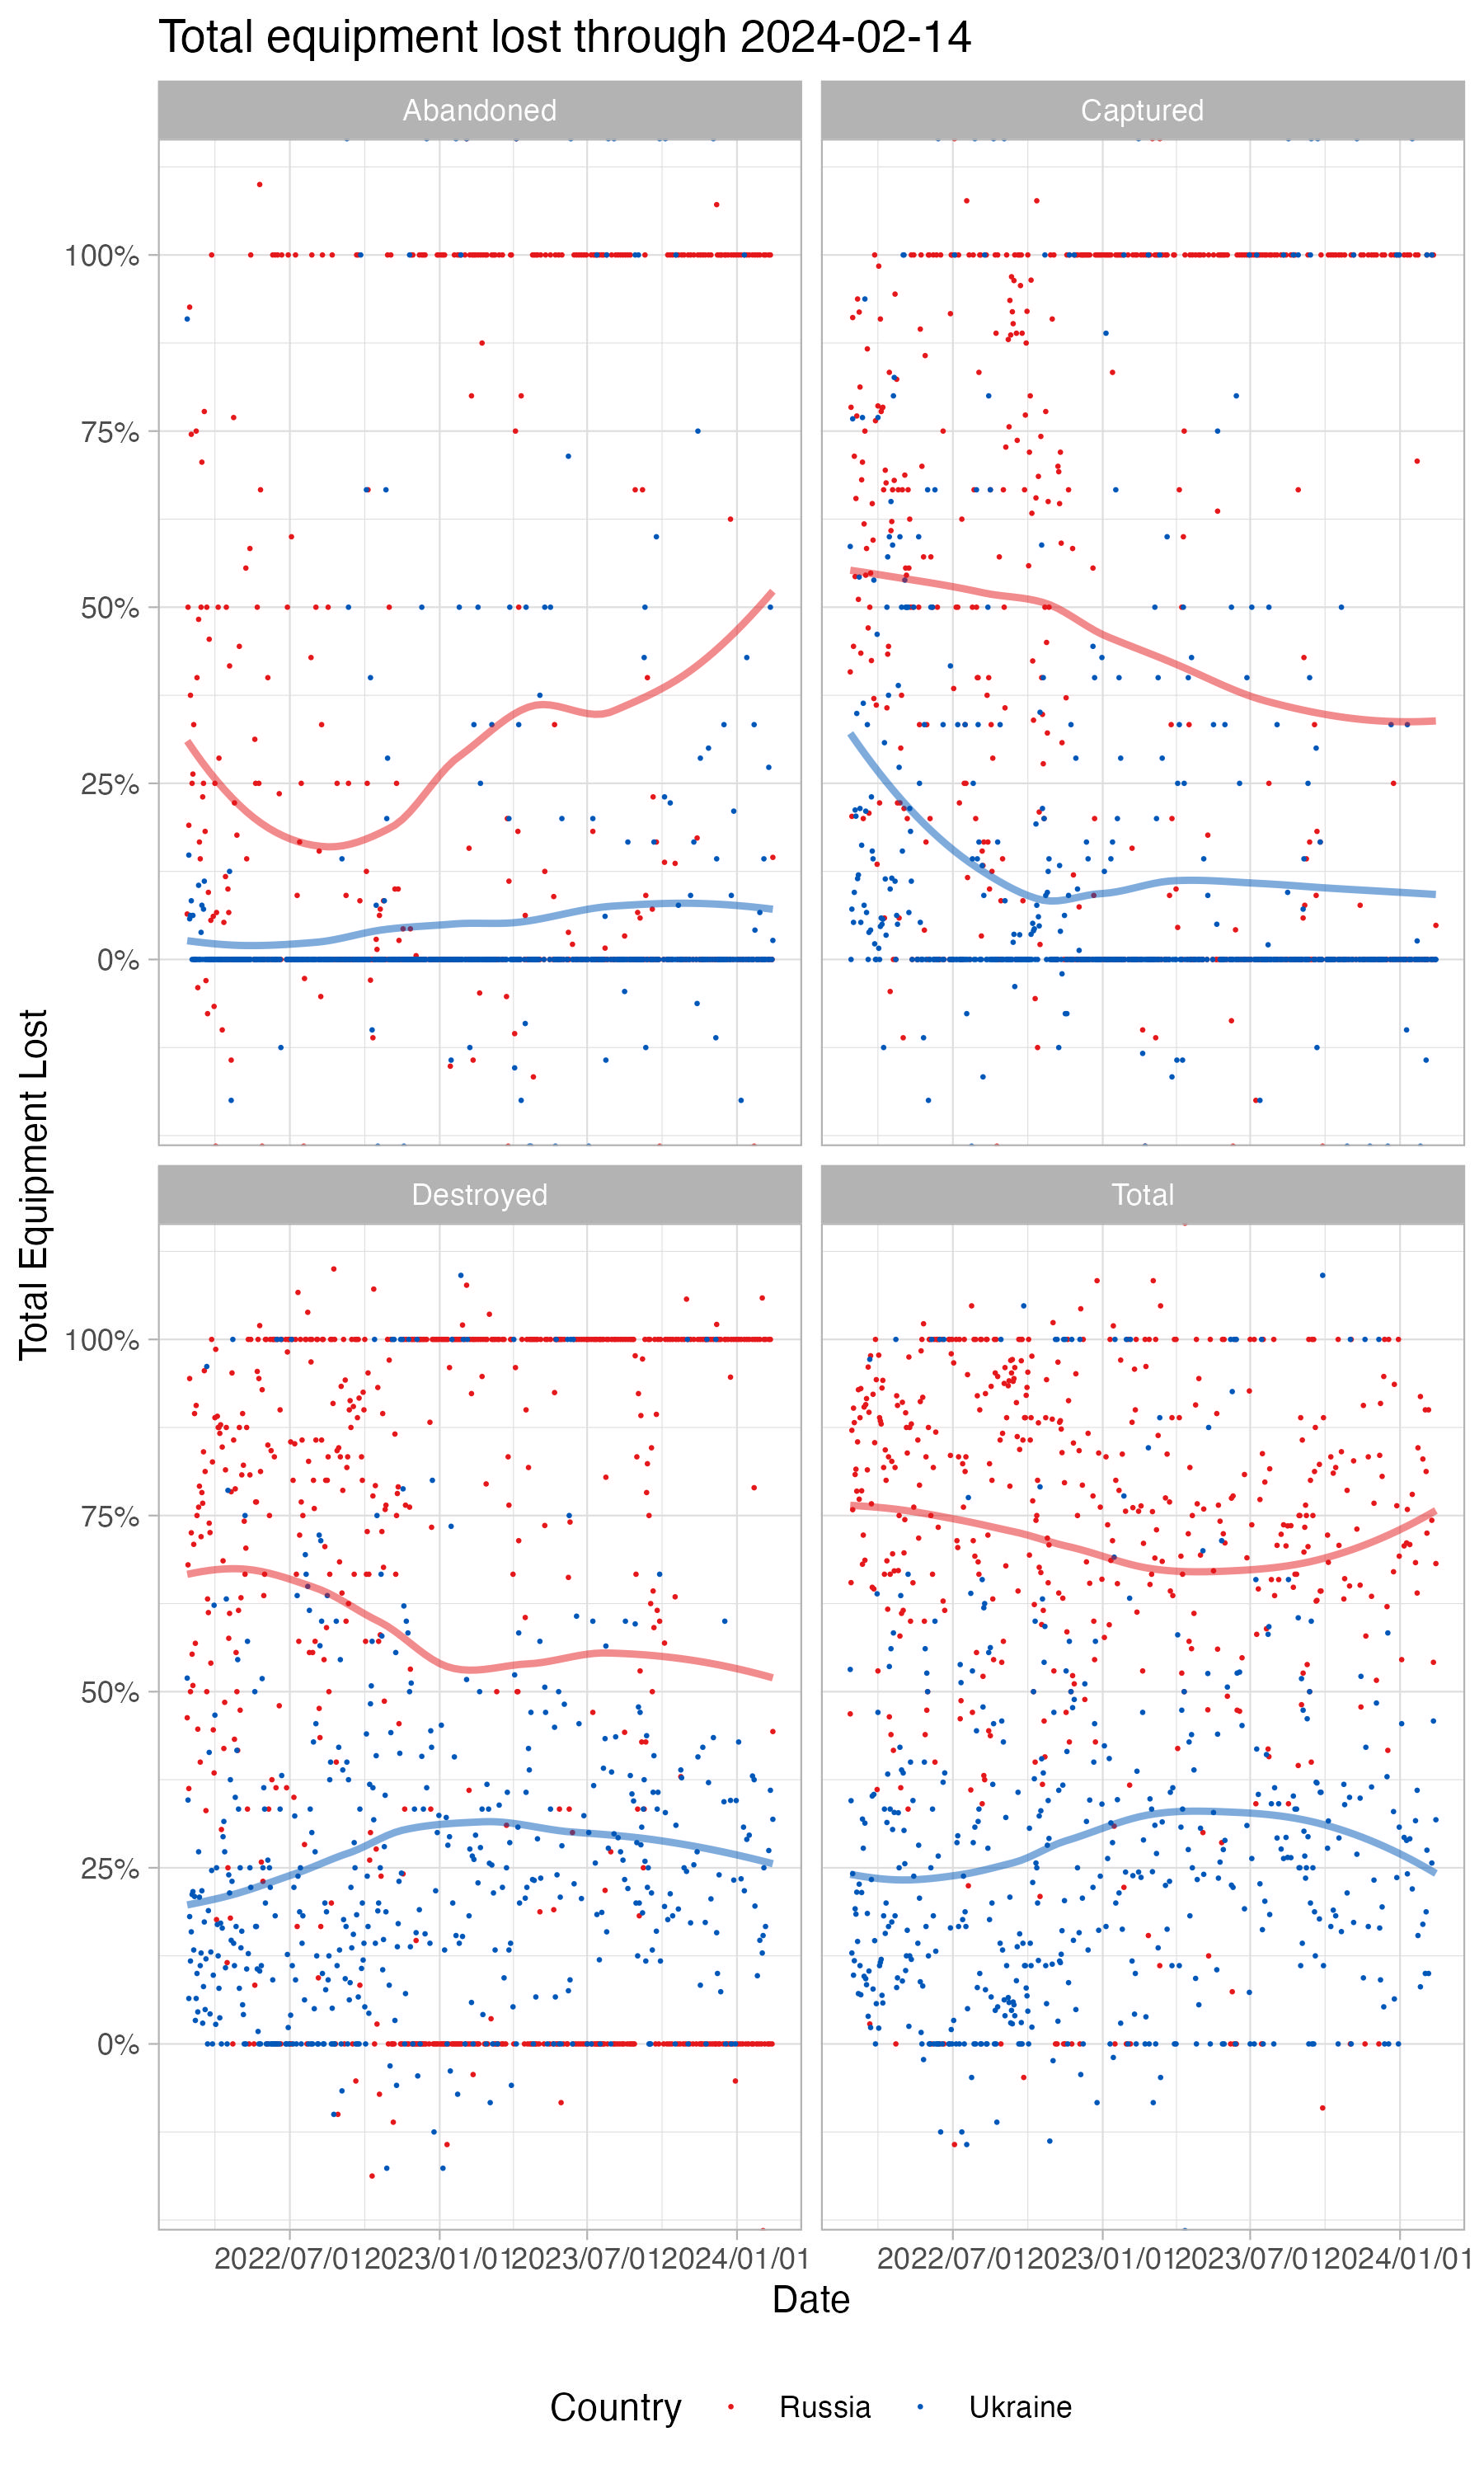 Total equipment lost through 2024-02-14
Abandoned
Captured
100%
75%
50%
25%
0%
Destroyed
Total
100%
75%
50%
25%
0%
Total Equipment Lost
2022/07/01 2023/01/01 2023/07/01 2024/01/01
2022/07/01 2023/01/01 2023/07/01 2024/01/01
Date
Country Russia Ukraine